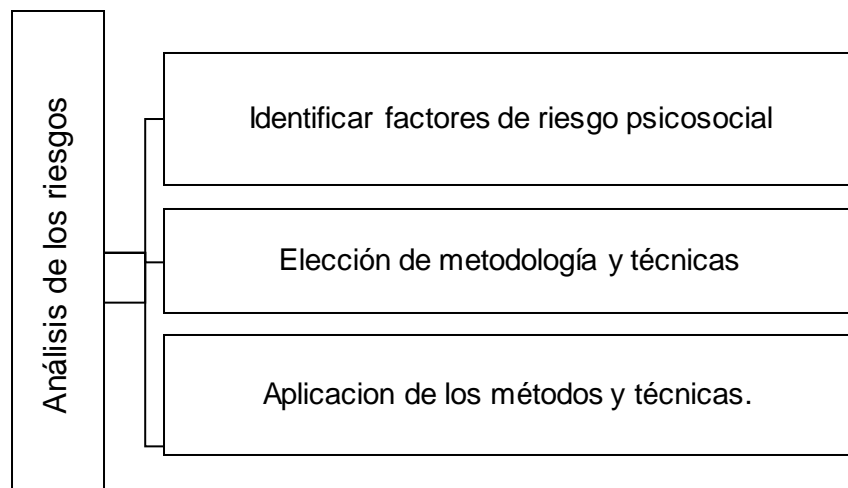 Análisis de los riesgos
Identificar factores de riesgo psicosocial
Elección de metodología y técnicas
Aplicacion de los métodos y técnicas.